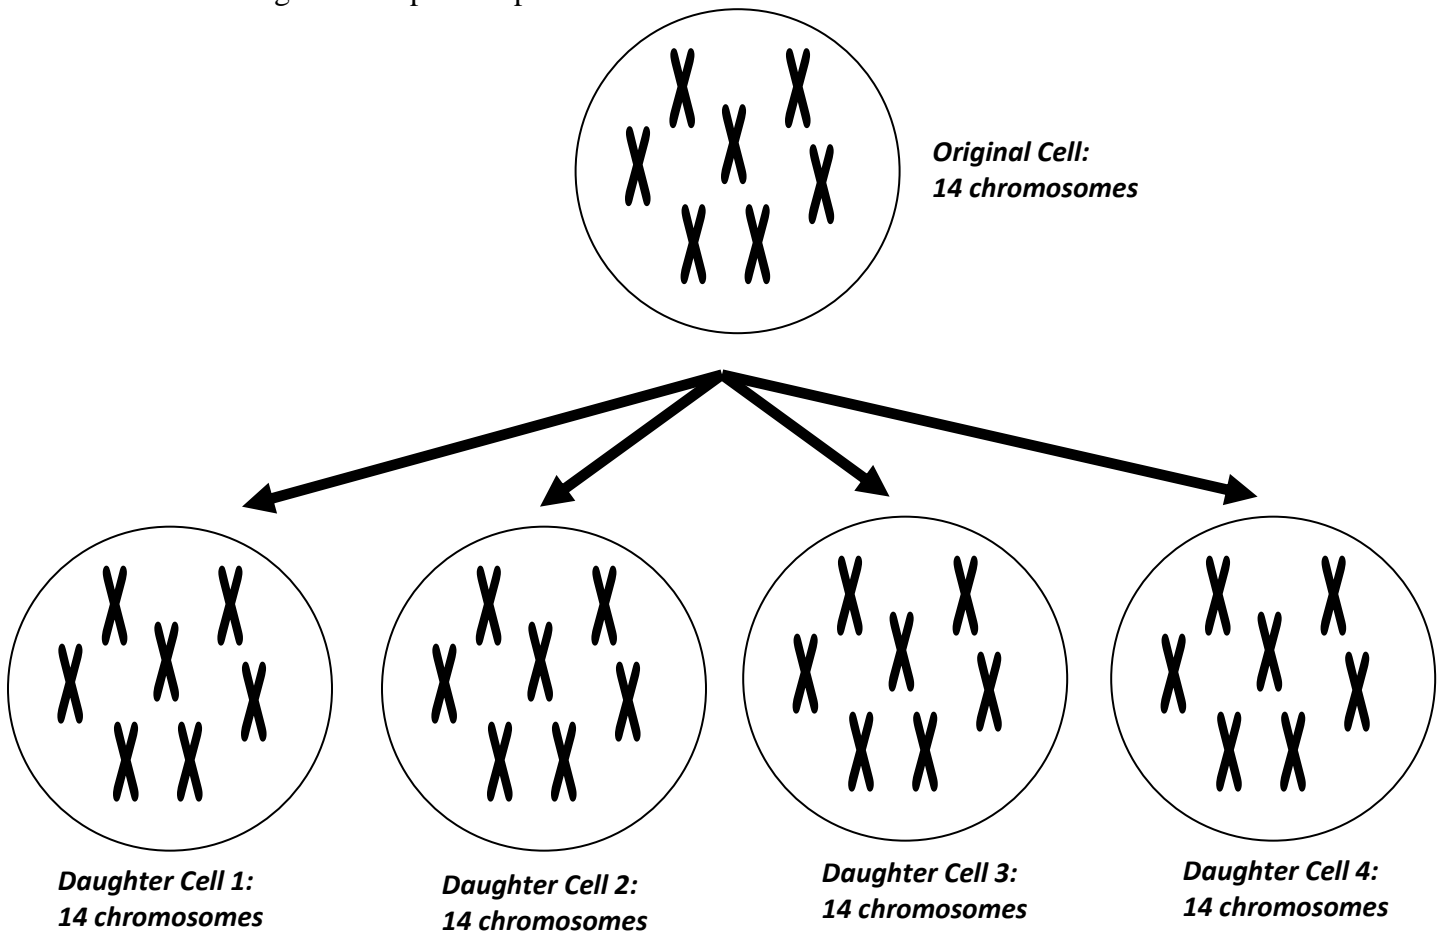 Original Cell:
14 chromosomes
Daughter Cell 1:
14 chromosomes
Daughter Cell 2:
14 chromosomes
Daughter Cell 3:
14 chromosomes
Daughter Cell 4:
14 chromosomes